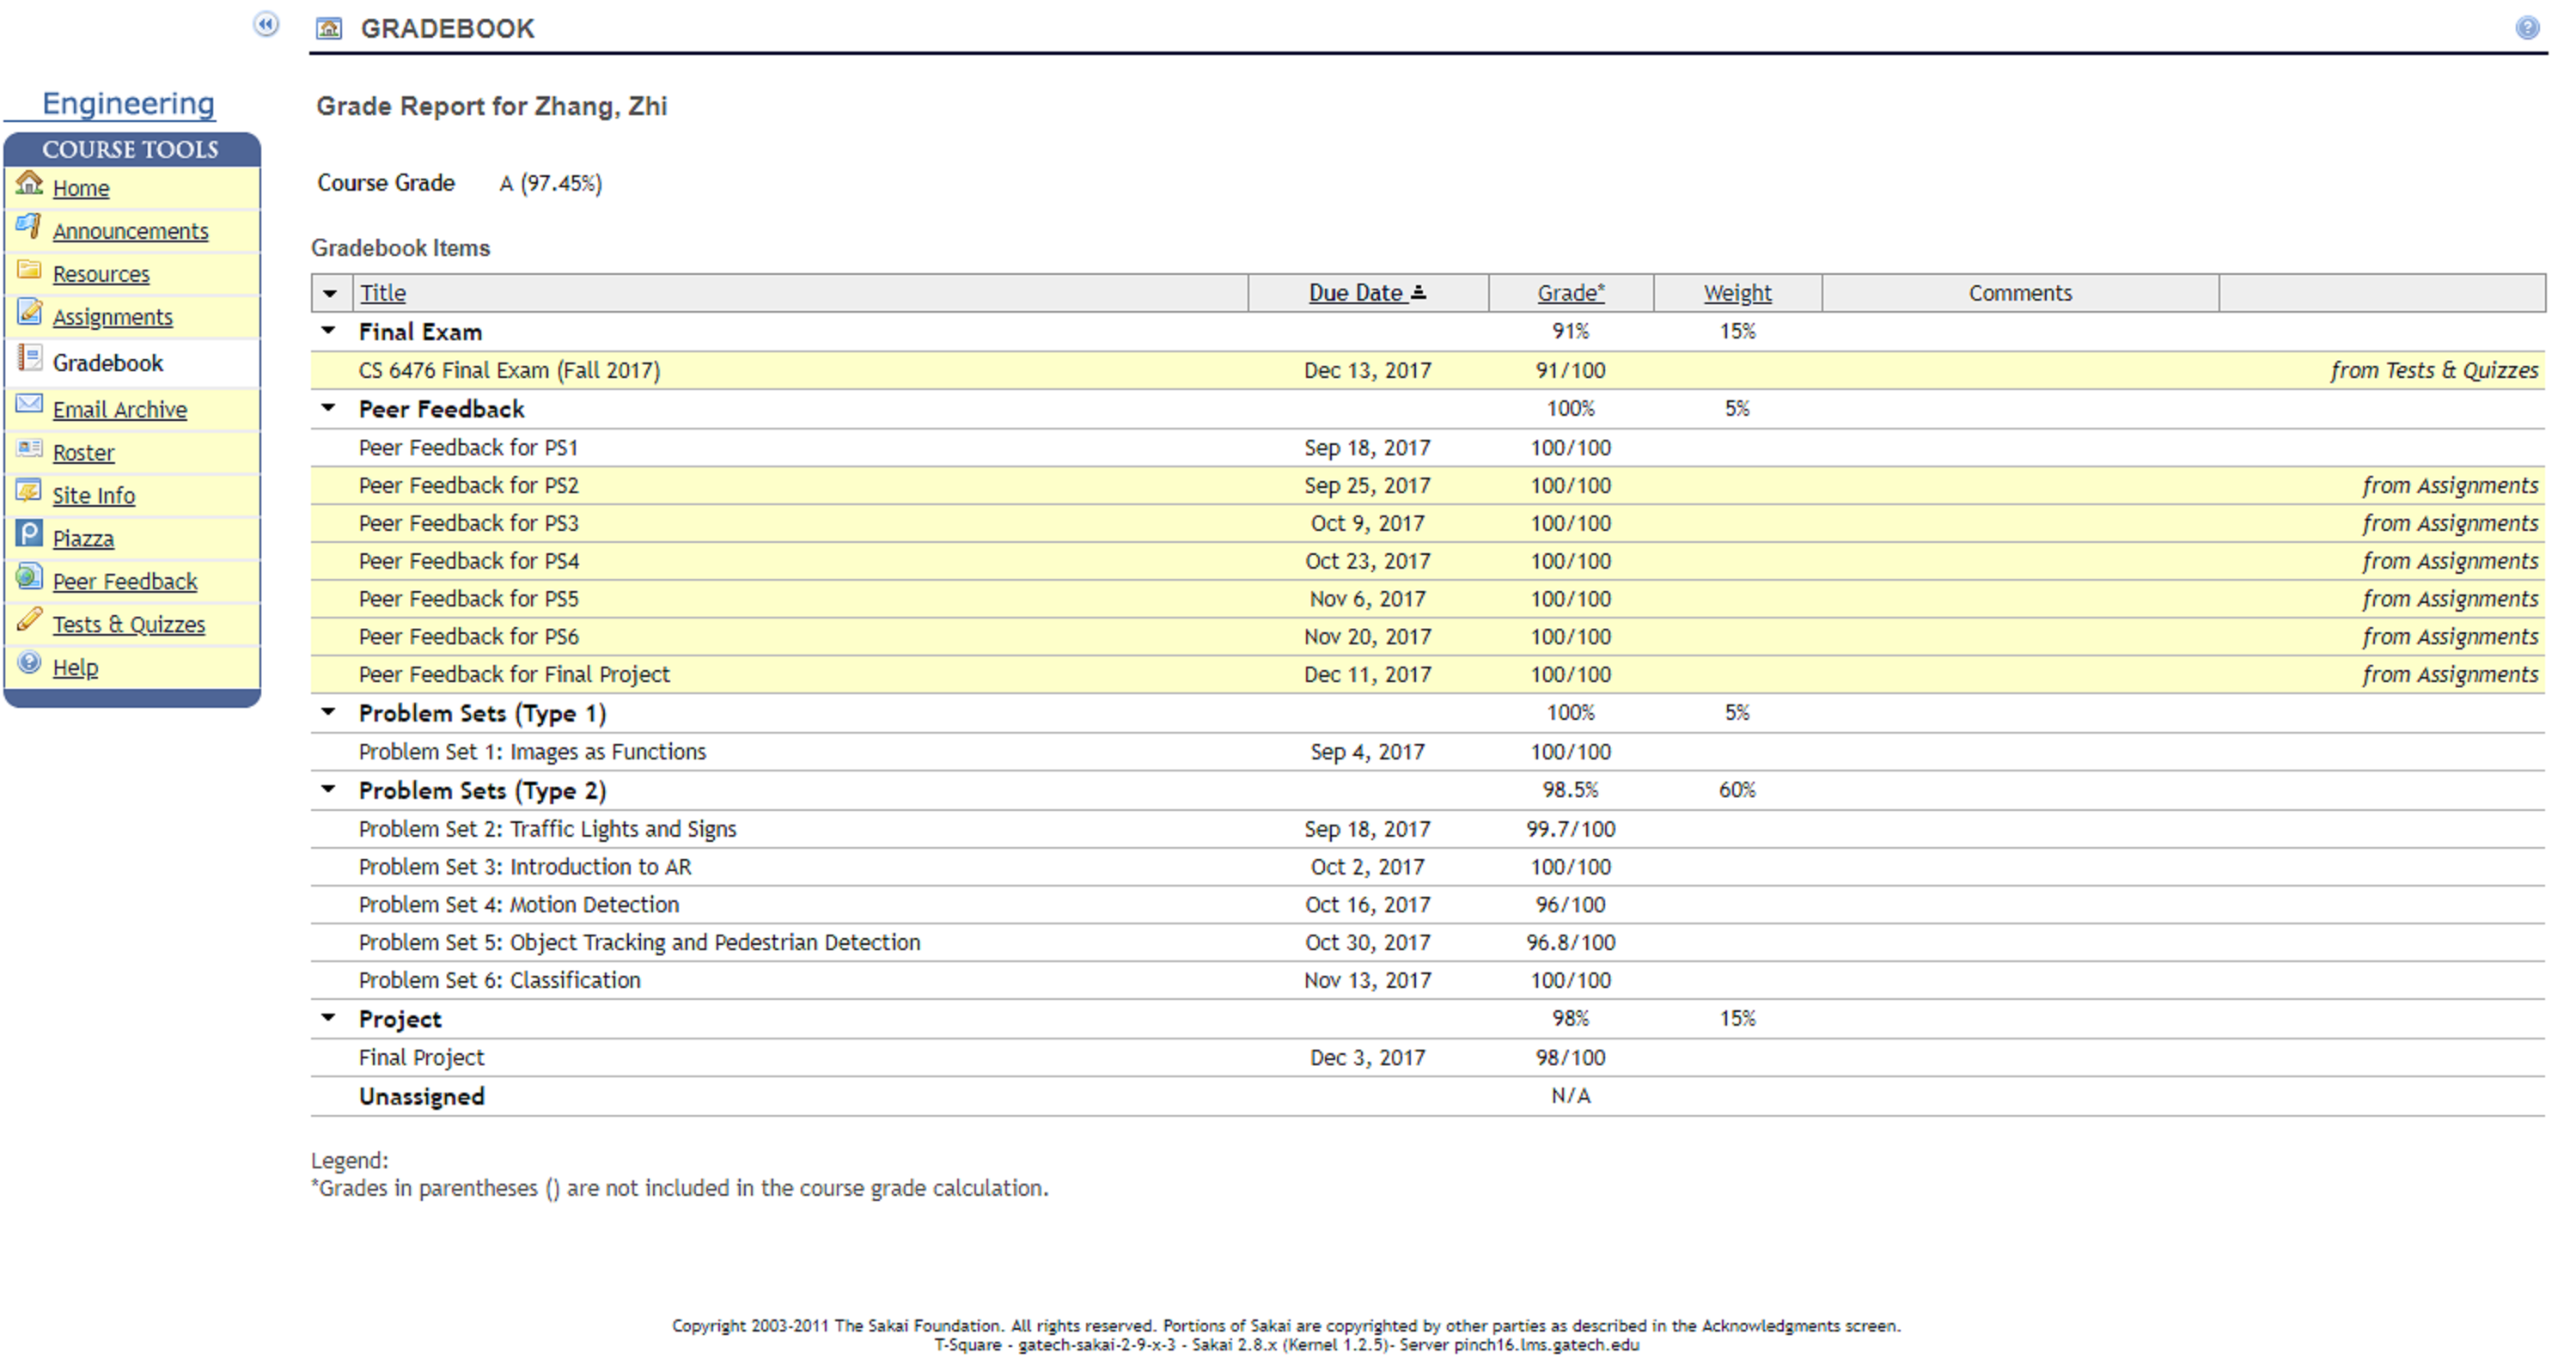 GRADEBOOK
Engineering
COURSE TOOLS
Home
Announcements
Resources
Assignments
Gradebook
Email Archive
Roster
Site Info
Piazza
Peer Feedback
Tests & Quizzes
Help
Grade Report for Zhang, Zhi
Course Grade A (97.45%)
Gradebook Items
Title Due Date Grade* Weight Comments
Final Exam 91% 15%
CS 6476 Final Exam (Fall 2017) Dec 13, 2017 91/100 from Tests & Quizzes
Peer Feedback 100% 5%
Peer Feedback for PS1 Sep 18, 2017 100/100
Peer Feedback for PS2 Sep 25, 2017 100/100 from Assignments
Peer Feedback for PS3 Oct 9, 2017 100/100 from Assignments
Peer Feedback for PS4 Oct 23, 2017 100/100 from Assignments
Peer Feedback for PS5 Nov 6, 2017 100/100 from Assignments
Peer Feedback for PS6 Nov 20, 2017 100/100 from Assignments
Peer Feedback for Final Project Dec 11, 2017 100/100 from Assignments
Problem Sets (Type 1) 100% 5%
Problem Set 1: Images as Functions Sep 4, 2017 100/100
Problem Sets (Type 2) 98.5% 60%
Problem Set 2: Traffic Lights and Signs Sep 18, 2017 99.7/100
Problem Set 3: Introduction to AR Oct 2, 2017 100/100
Problem Set 4: Motion Detection Oct 16, 2017 96/100
Problem Set 5: Object Tracking and Pedestrian Detection Oct 30, 2017 96.8/100
Problem Set 6: Classification Nov 13, 2017 100/100
Project 98% 15%
Final Project Dec 3, 2017 98/100
Unassigned N/A
Legend:
*Grades in parentheses () are not included in the course grade calculation.
Copyright 2003-2011 The Sakai Foundation. All rights reserved. Portions of Sakai are copyrighted by other parties as described in the Acknowledgments screen.
T-Square - gatech-sakai-2-9-x-3 - Sakai 2.8.x (Kernel 1.2.5)- Server pinch16.lms.gatech.edu